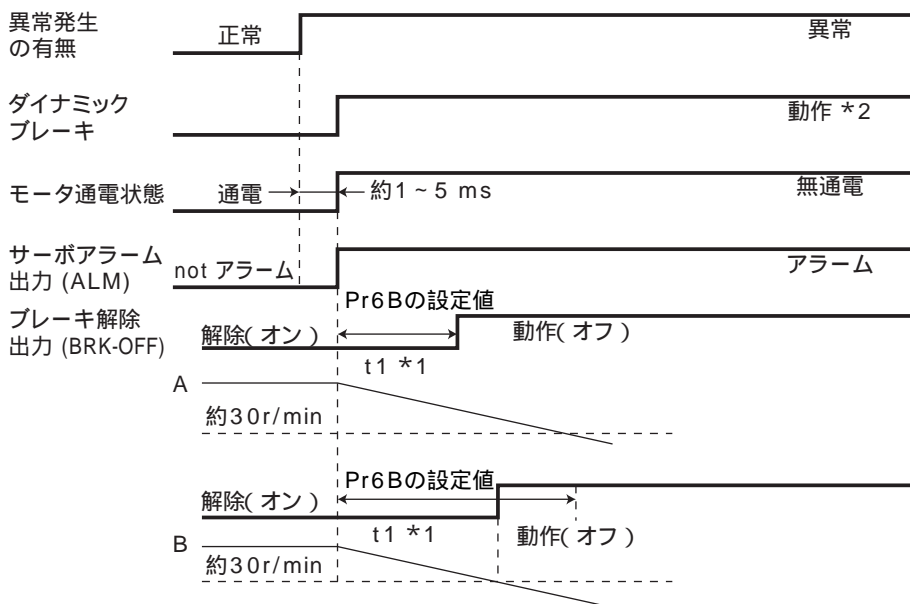 異常発生
の有無
正常
異常
ダイナミック
ブレーキ
動作 *2
モータ通電状態
通電
約1~5 ms
無通電
サーボアラーム
出力 (ALM)
not アラーム
アラーム
ブレーキ解除
出力 (BRK-OFF)
解除(オン)
Pr6Bの設定値
動作(オフ)
t1 *1
A
約30r/min
解除(オン)
Pr6Bの設定値
t1 *1
動作(オフ)
B
約30r/min